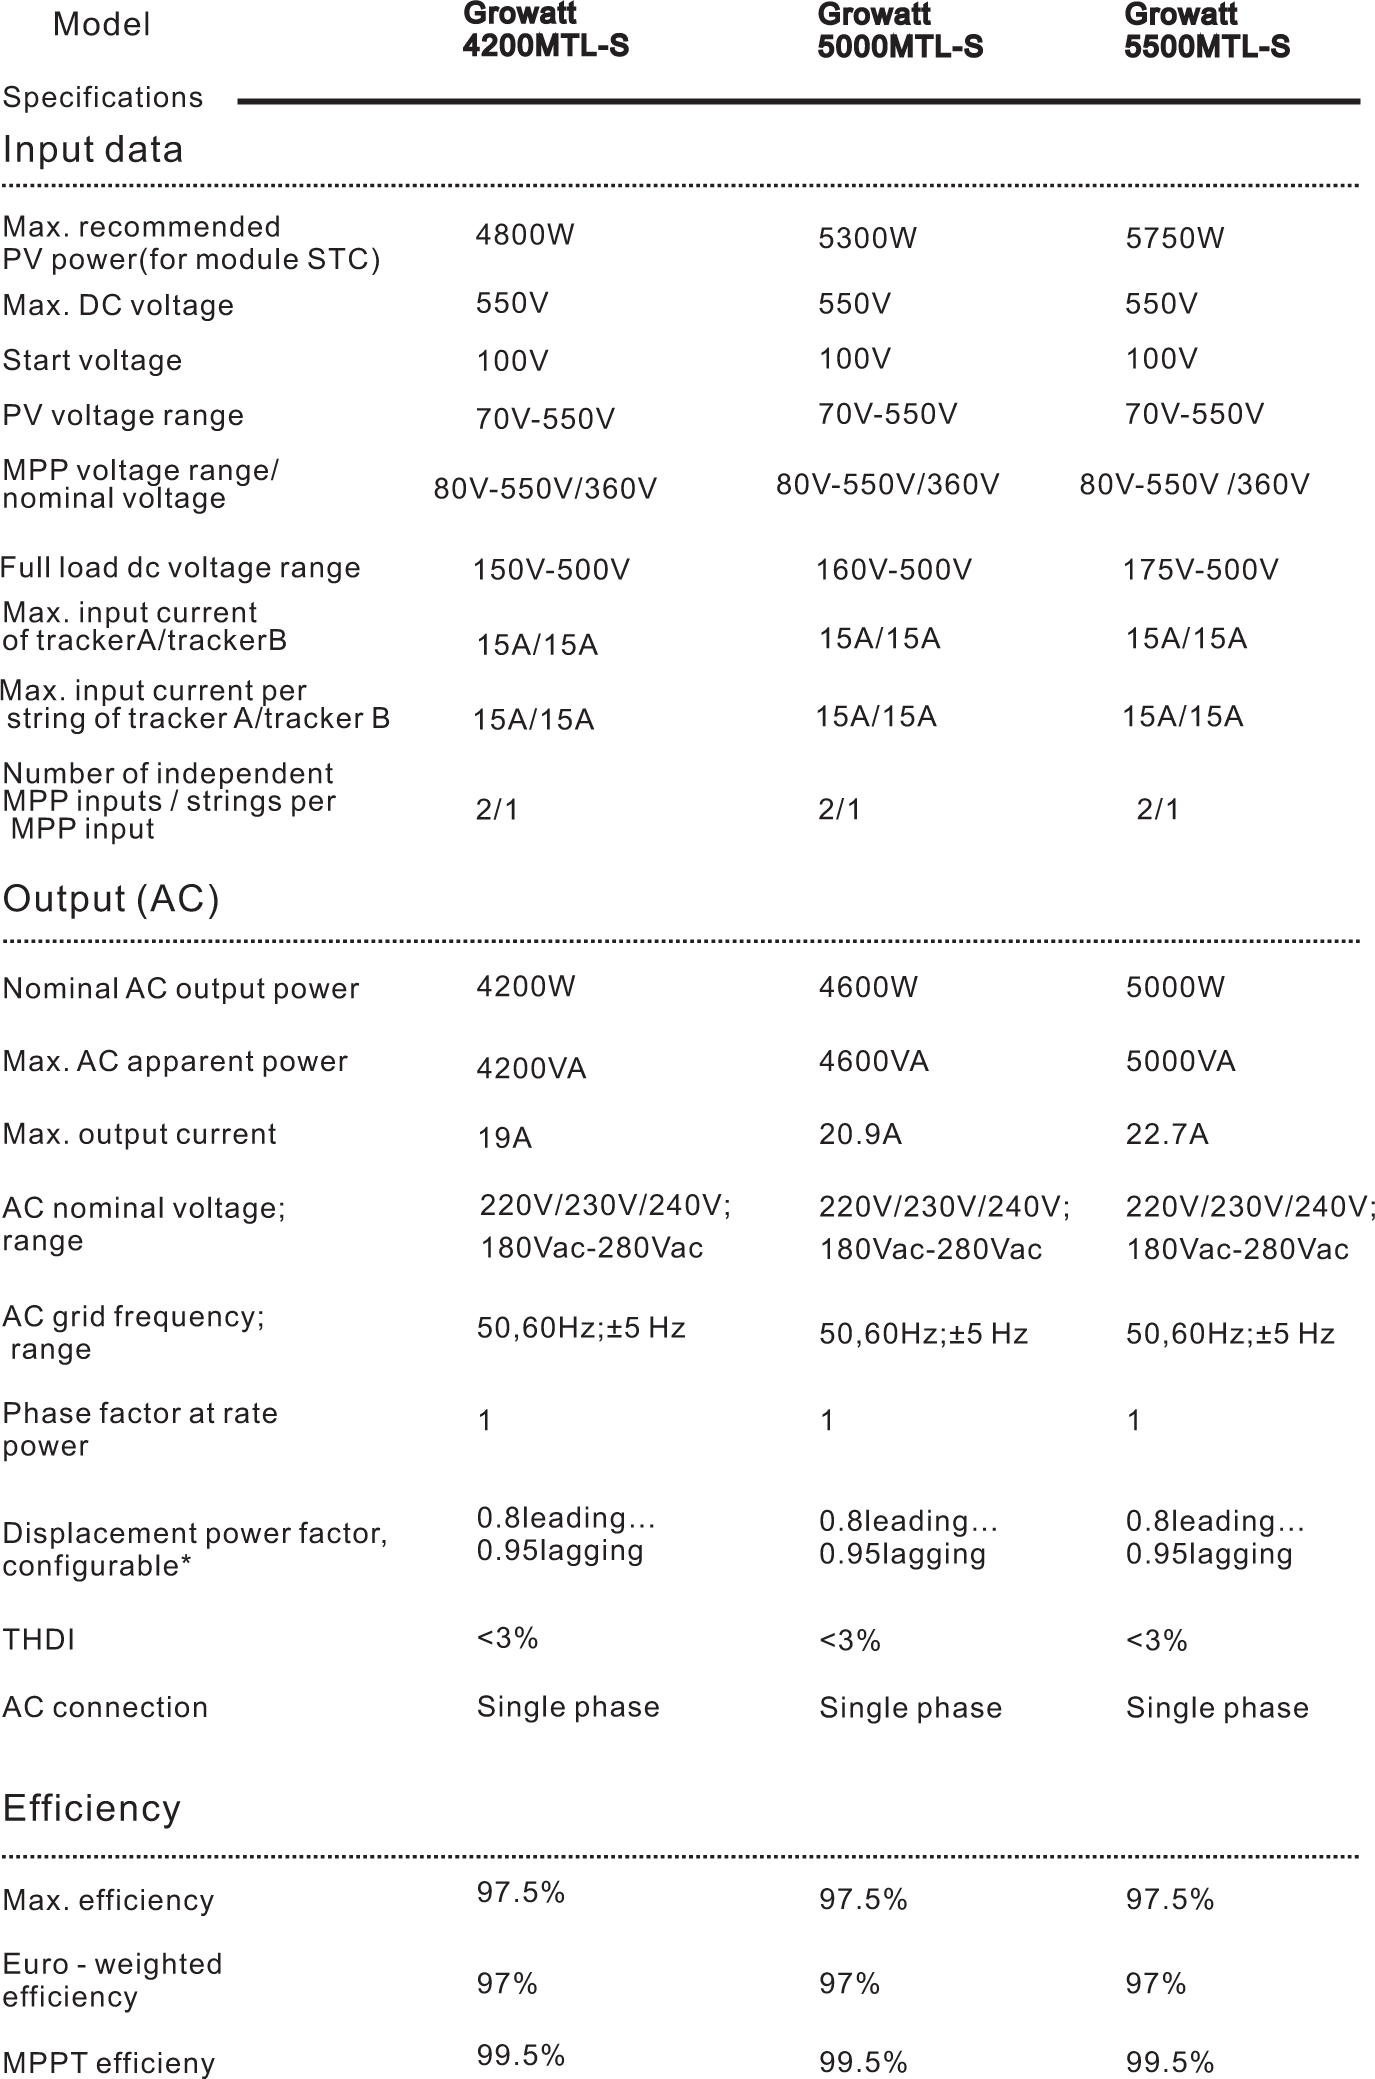 Model Growatt Growatt Growatt
4200MTL-S 5000MTL-S 5500MTL-S
Specifications
Input data
Max. recommended
PV power(for module STC) 4800W 5300W 5750W
Max. DC voltage 550V 550V 550V
Start voltage 100V 100V 100V
PV voltage range 70V-550V 70V-550V 70V-550V
MPP voltage range/
nominal voltage 80V-550V/360V 80V-550V/360V 80V-550V /360V
Full load dc voltage range 150V-500V 160V-500V 175V-500V
Max. input current
of trackerA/trackerB 15A/15A 15A/15A 15A/15A
Max. input current per
string of tracker A/tracker B 15A/15A 15A/15A 15A/15A
Number of independent
MPP inputs / strings per 2/1 2/1 2/1
MPP input
Output (AC)
Nominal AC output power 4200W 4600W 5000W
Max. AC apparent power 4200VA 4600VA 5000VA
Max. output current 19A 20.9A 22.7A
AC nominal voltage; 220V/230V/240V; 220V/230V/240V; 220V/230V/240V;
range 180Vac-280Vac 180Vac-280Vac 180Vac-280Vac
AC grid frequency; 50,60Hz;±5 Hz 50,60Hz;±5 Hz 50,60Hz;±5 Hz
range
Phase factor at rate 1 1 1
power
Displacement power factor, 0.8leading... 0.8leading... 0.8leading...
configurable* 0.95lagging 0.95lagging 0.95lagging
THDI <3% <3% <3%
AC connection Single phase Single phase Single phase
Efficiency
Max. efficiency 97.5% 97.5% 97.5%
Euro - weighted
efficiency 97% 97% 97%
MPPT efficieny 99.5% 99.5% 99.5%